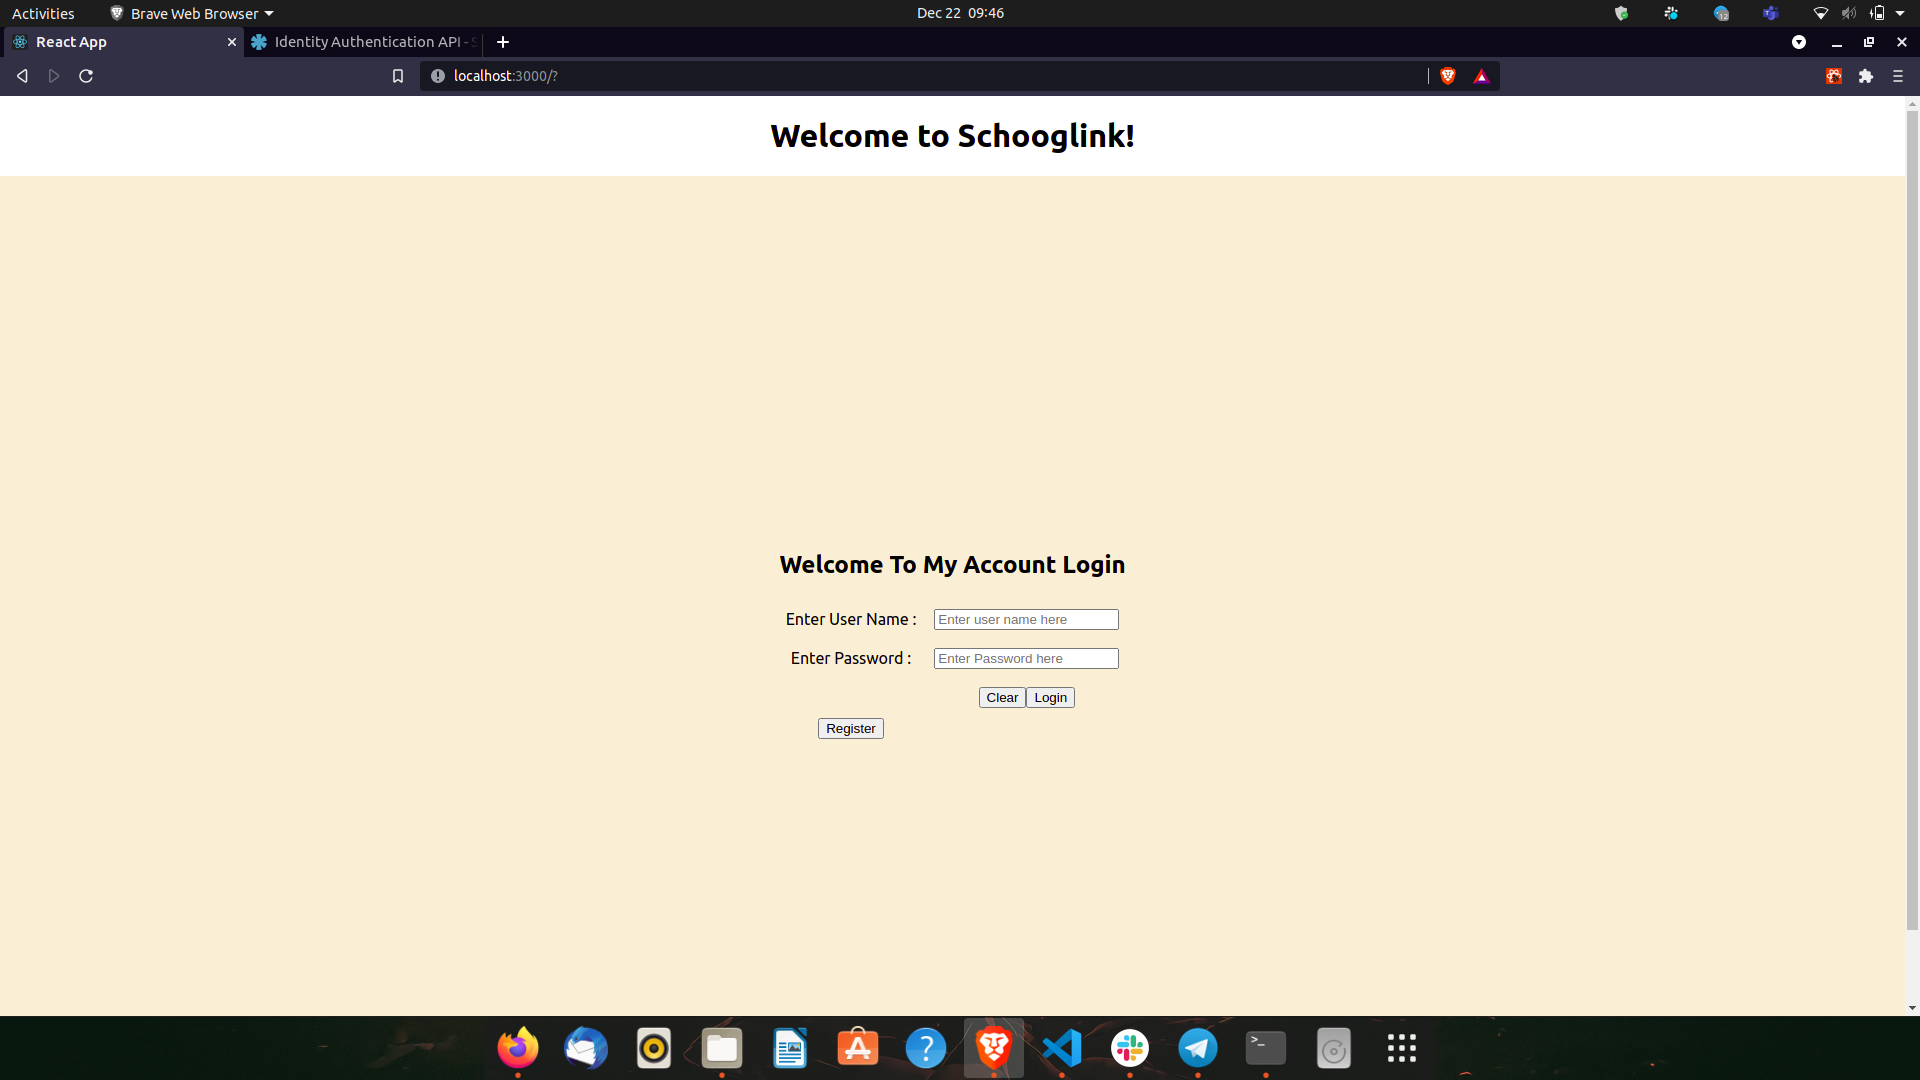 Activities
Brave Web Browser
Dec 22 09:46
12
React App
Identity Authentication API - S
localhost:3000/?
Welcome to Schooglink!
Welcome To My Account Login
Enter User Name :
Enter user name here
Enter Password :
Enter Password here
Clear
Login
Register